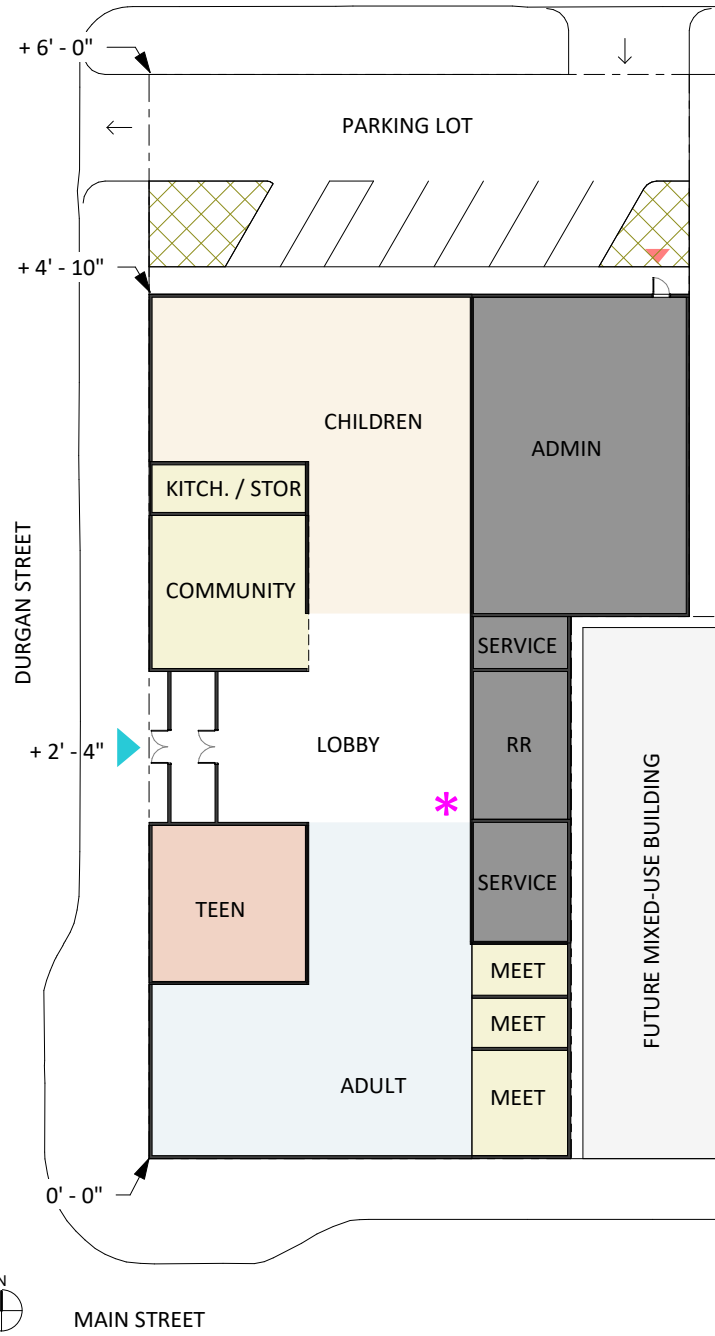 + 6' - 0"
PARKING LOT
+ 4' - 10"
CHILDREN
ADMIN
KITCH. / STOR
COMMUNITY
DURGAN STREET
SERVICE
+ 2' - 4"
LOBBY
RR
*
FUTURE MIXED-USE BUILDING
SERVICE
TEEN
MEET
MEET
ADULT
MEET
0' - 0"
N
MAIN STREET